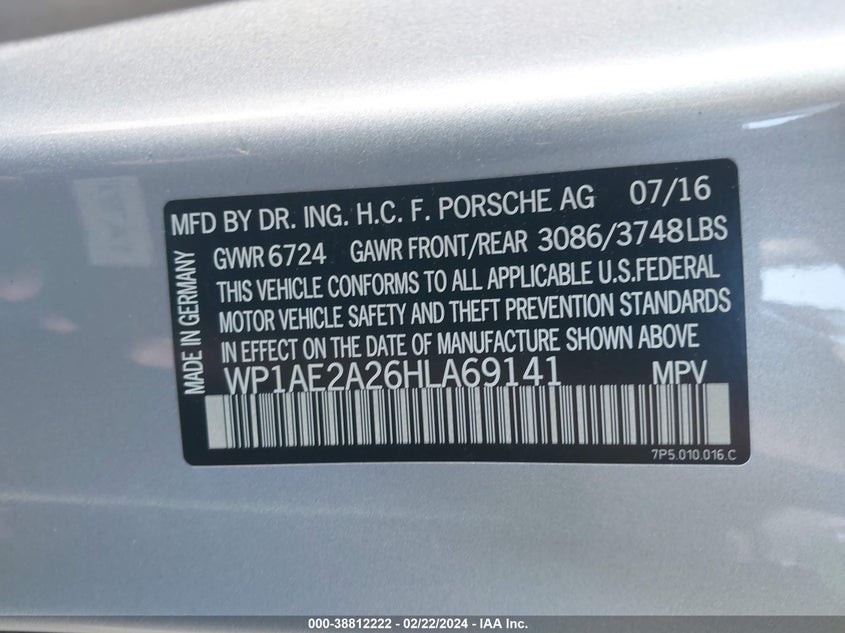 MFD BY DR. ING. H.C. F. PORSCHE AG 07/16
GVWR 6724 GAWR FRONT/REAR 3086/3748LBS
THIS VEHICLE CONFORMS TO ALL APPLICABLE U.S.FEDERAL
MOTOR VEHICLE SAFETY AND THEFT PREVENTION STANDARDS
IN EFFECT ON THE DATE OF MANUFACTURE SHOWN ABOVE
WP1AE2A26HLA69141 MPV
7P5.010.016.C
MADE IN GERMANY
000-38812222 - 02/22/2024 - IAA Inc.